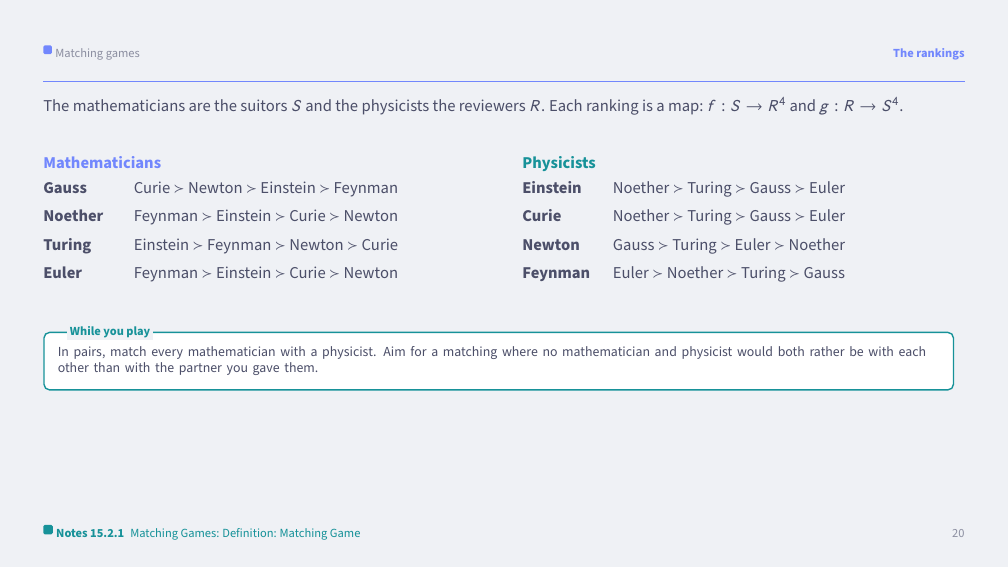 Matching games
The rankings
The mathematicians are the suitors S and the physicists the reviewers R. Each ranking is a map: f : S → R⁴ and g : R → S⁴.
Mathematicians
Gauss Curie ≻ Newton ≻ Einstein ≻ Feynman
Noether Feynman ≻ Einstein ≻ Curie ≻ Newton
Turing Einstein ≻ Feynman ≻ Newton ≻ Curie
Euler Feynman ≻ Einstein ≻ Curie ≻ Newton
Physicists
Einstein Noether ≻ Turing ≻ Gauss ≻ Euler
Curie Noether ≻ Turing ≻ Gauss ≻ Euler
Newton Gauss ≻ Turing ≻ Euler ≻ Noether
Feynman Euler ≻ Noether ≻ Turing ≻ Gauss
While you play
In pairs, match every mathematician with a physicist. Aim for a matching where no mathematician and physicist would both rather be with each
other than with the partner you gave them.
Notes 15.2.1 Matching Games: Definition: Matching Game
20